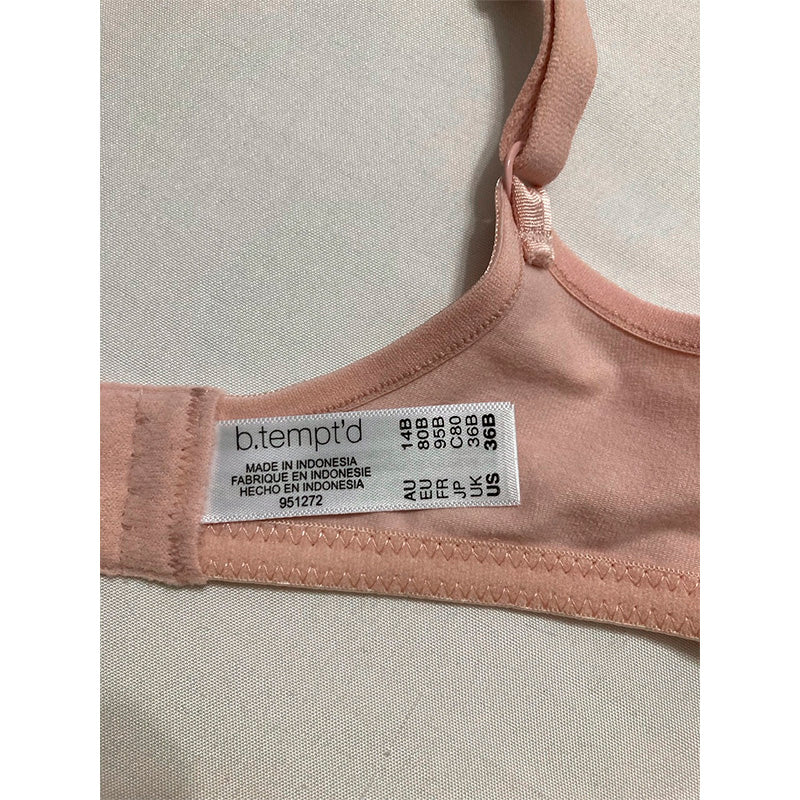 b.tempt'd
MADE IN INDONESIA
FABRIQUE EN INDONESIE
HECHO EN INDONESIA
951272
AU 14B
EU 80B
FR 95B
JP C80
UK 36B
US 36B